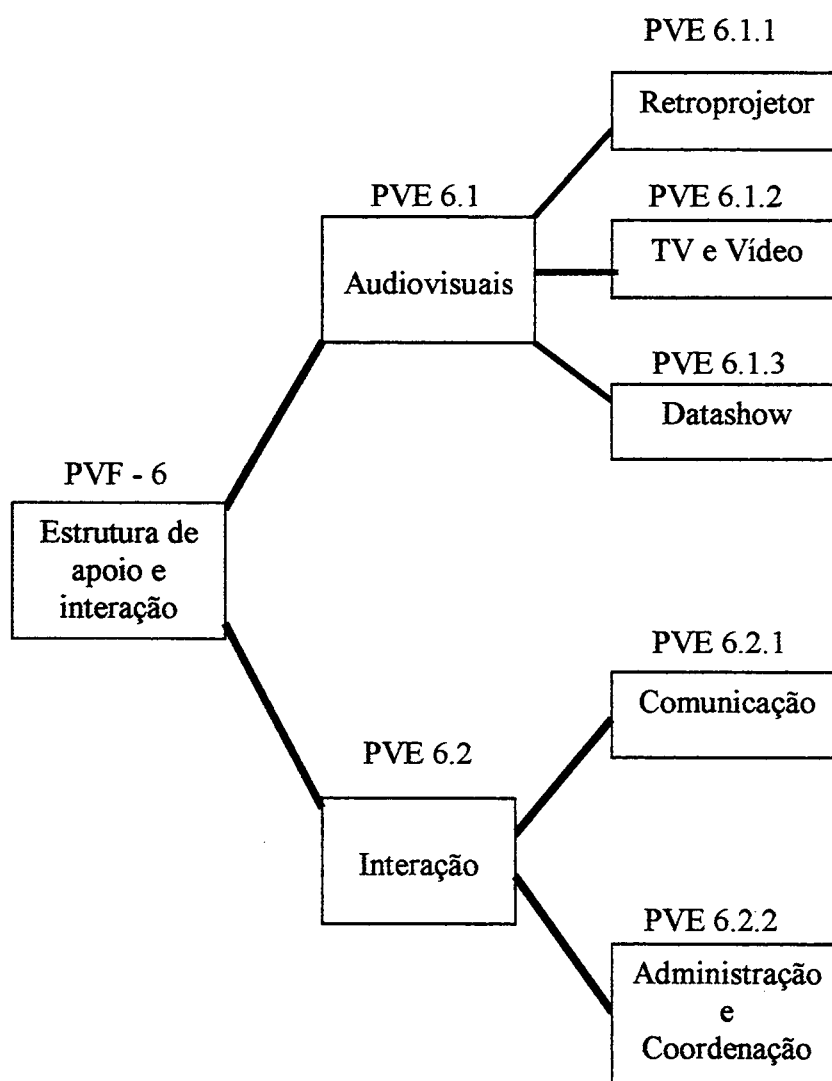 PVE 6.1.1
Retroprojetor
PVE 6.1
PVE 6.1.2
Audiovisuais
TV e Vídeo
PVE 6.1.3
Datashow
PVF - 6
Estrutura de
apoio e
interação
PVE 6.2.1
Comunicação
PVE 6.2
Interação
PVE 6.2.2
Administração
e
Coordenação